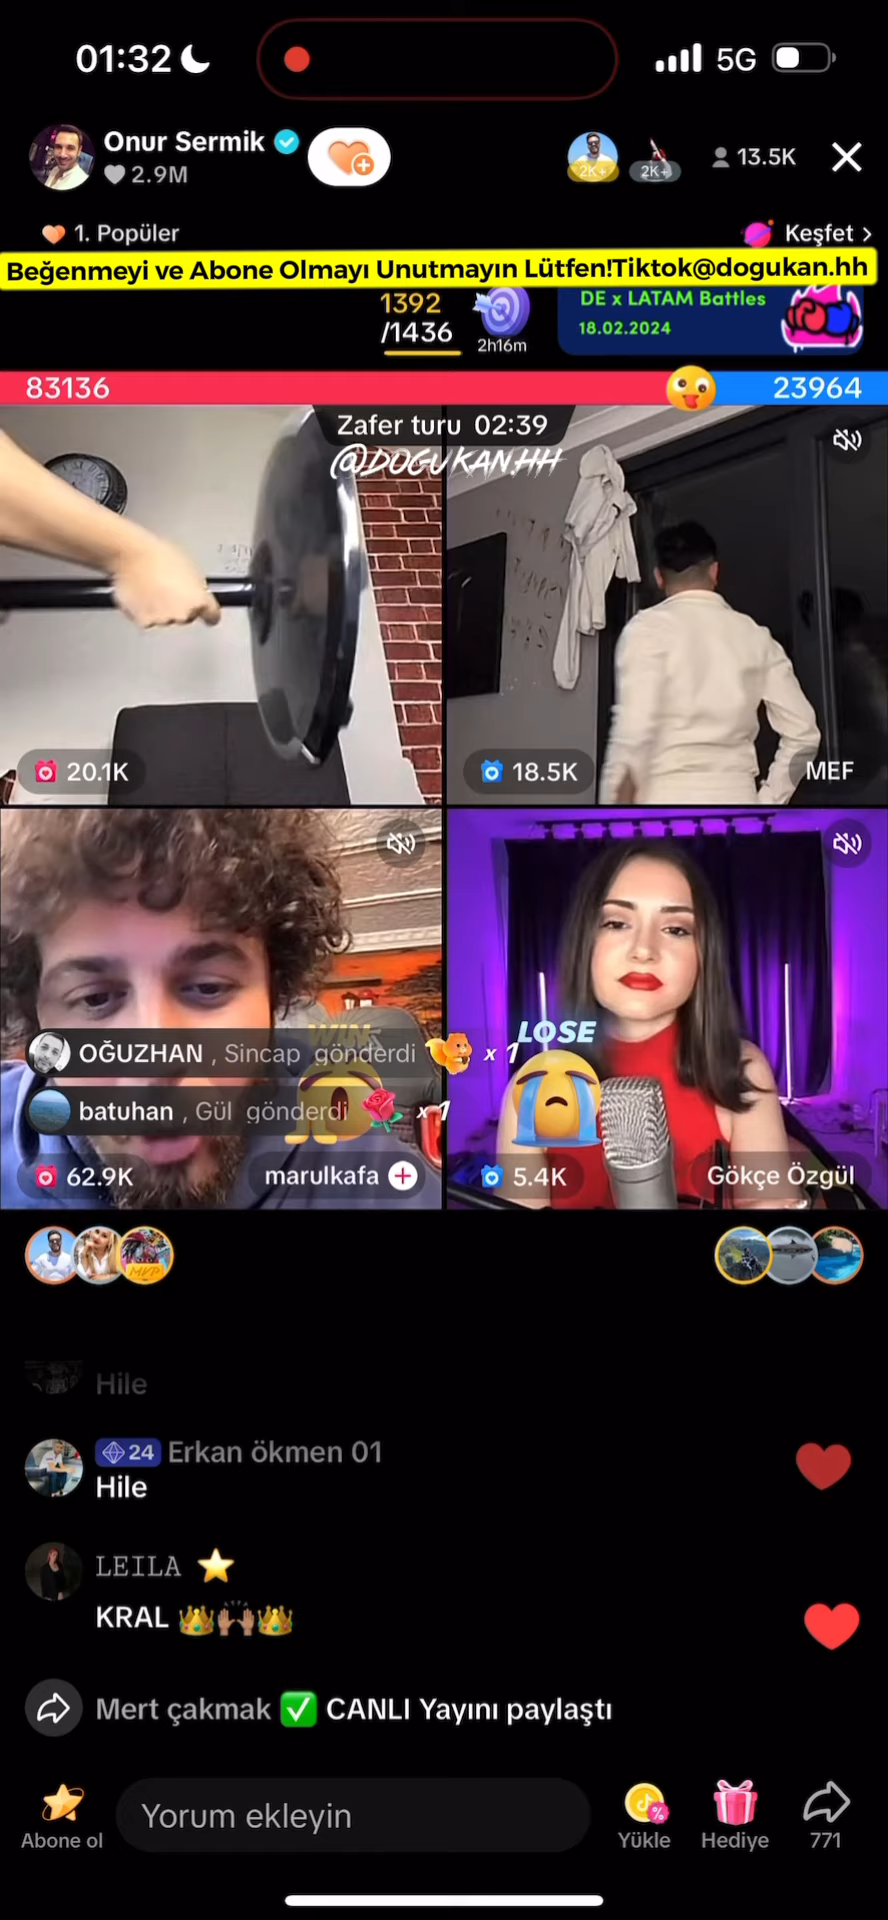 01:32
5G
Onur Sermik
2.9M
2K+
2K+
13.5K
1. Popüler
Keşfet >
Beğenmeyi ve Abone Olmayı Unutmayın Lütfen!Tiktok@dogukan.hh
1392
/1436
2h16m
DE x LATAM Battles
18.02.2024
83136
23964
Zafer turu 02:39
@DOGUKAN.HH
20.1K
18.5K
MEF
WIN
LOSE
OĞUZHAN , Sincap gönderdi x 1
batuhan , Gül gönderdi x 1
62.9K
marulkafa
5.4K
Gökçe Özgül
Hile
24 Erkan ökmen 01
Hile
LEILA
KRAL
Mert çakmak CANLI Yayını paylaştı
Abone ol
Yorum ekleyin
Yükle
Hediye
771